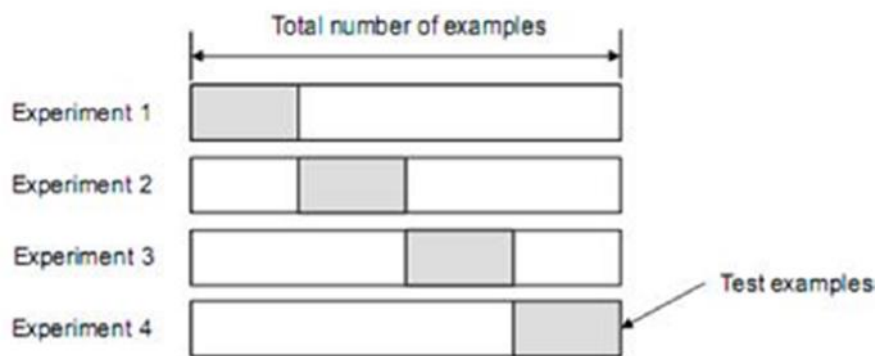 Total number of examples
Experiment 1
Experiment 2
Experiment 3
Test examples
Experiment 4